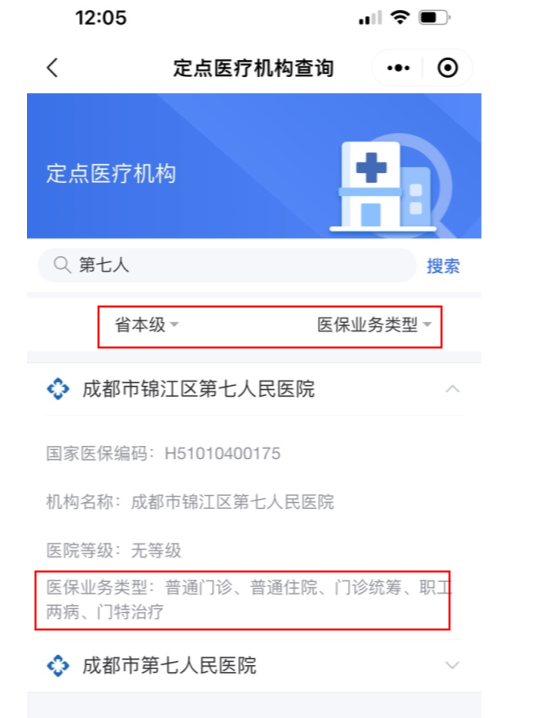 12:05
定点医疗机构查询
定点医疗机构
第七人
搜索
省本级
医保业务类型
成都市锦江区第七人民医院
国家医保编码：H51010400175
机构名称：成都市锦江区第七人民医院
医院等级：无等级
医保业务类型：普通门诊、普通住院、门诊统筹、职工
两病、门特治疗
成都市第七人民医院